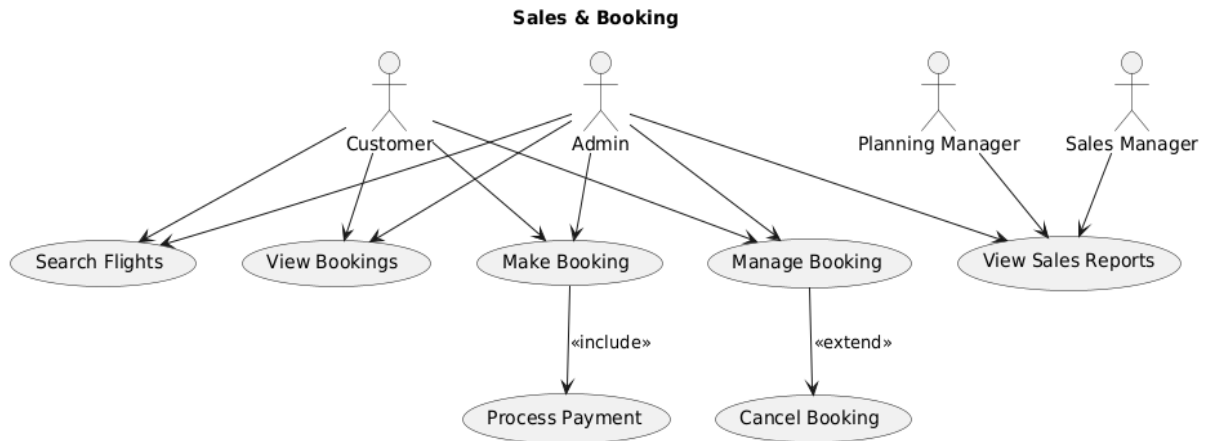 Sales & Booking
Customer
Admin
Planning Manager
Sales Manager
Search Flights
View Bookings
Make Booking
Manage Booking
View Sales Reports
«include»
«extend»
Process Payment
Cancel Booking